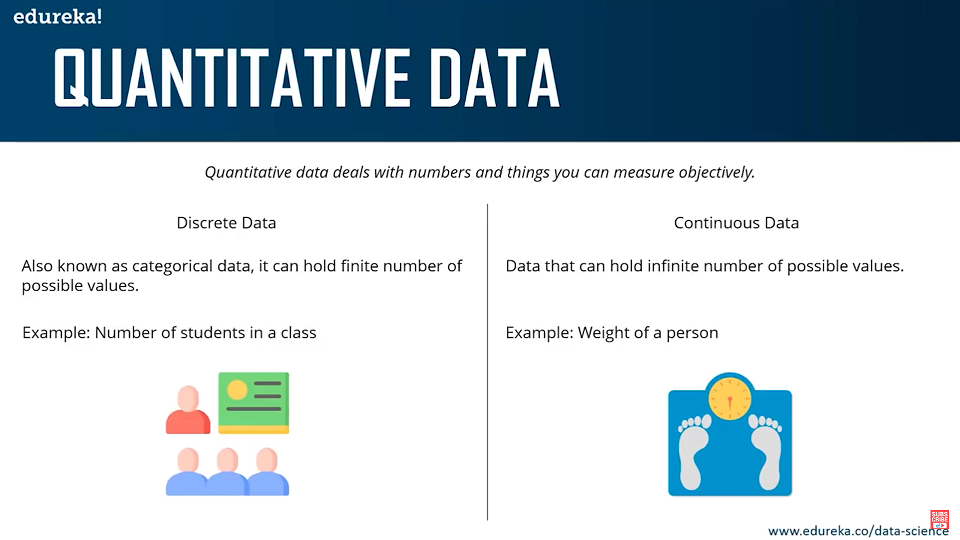 edureka!
QUANTITATIVE DATA
Quantitative data deals with numbers and things you can measure objectively.
Discrete Data
Also known as categorical data, it can hold finite number of
possible values.
Example: Number of students in a class
Continuous Data
Data that can hold infinite number of possible values.
Example: Weight of a person
SUBS
CRIBE
www.edureka.co/data-science